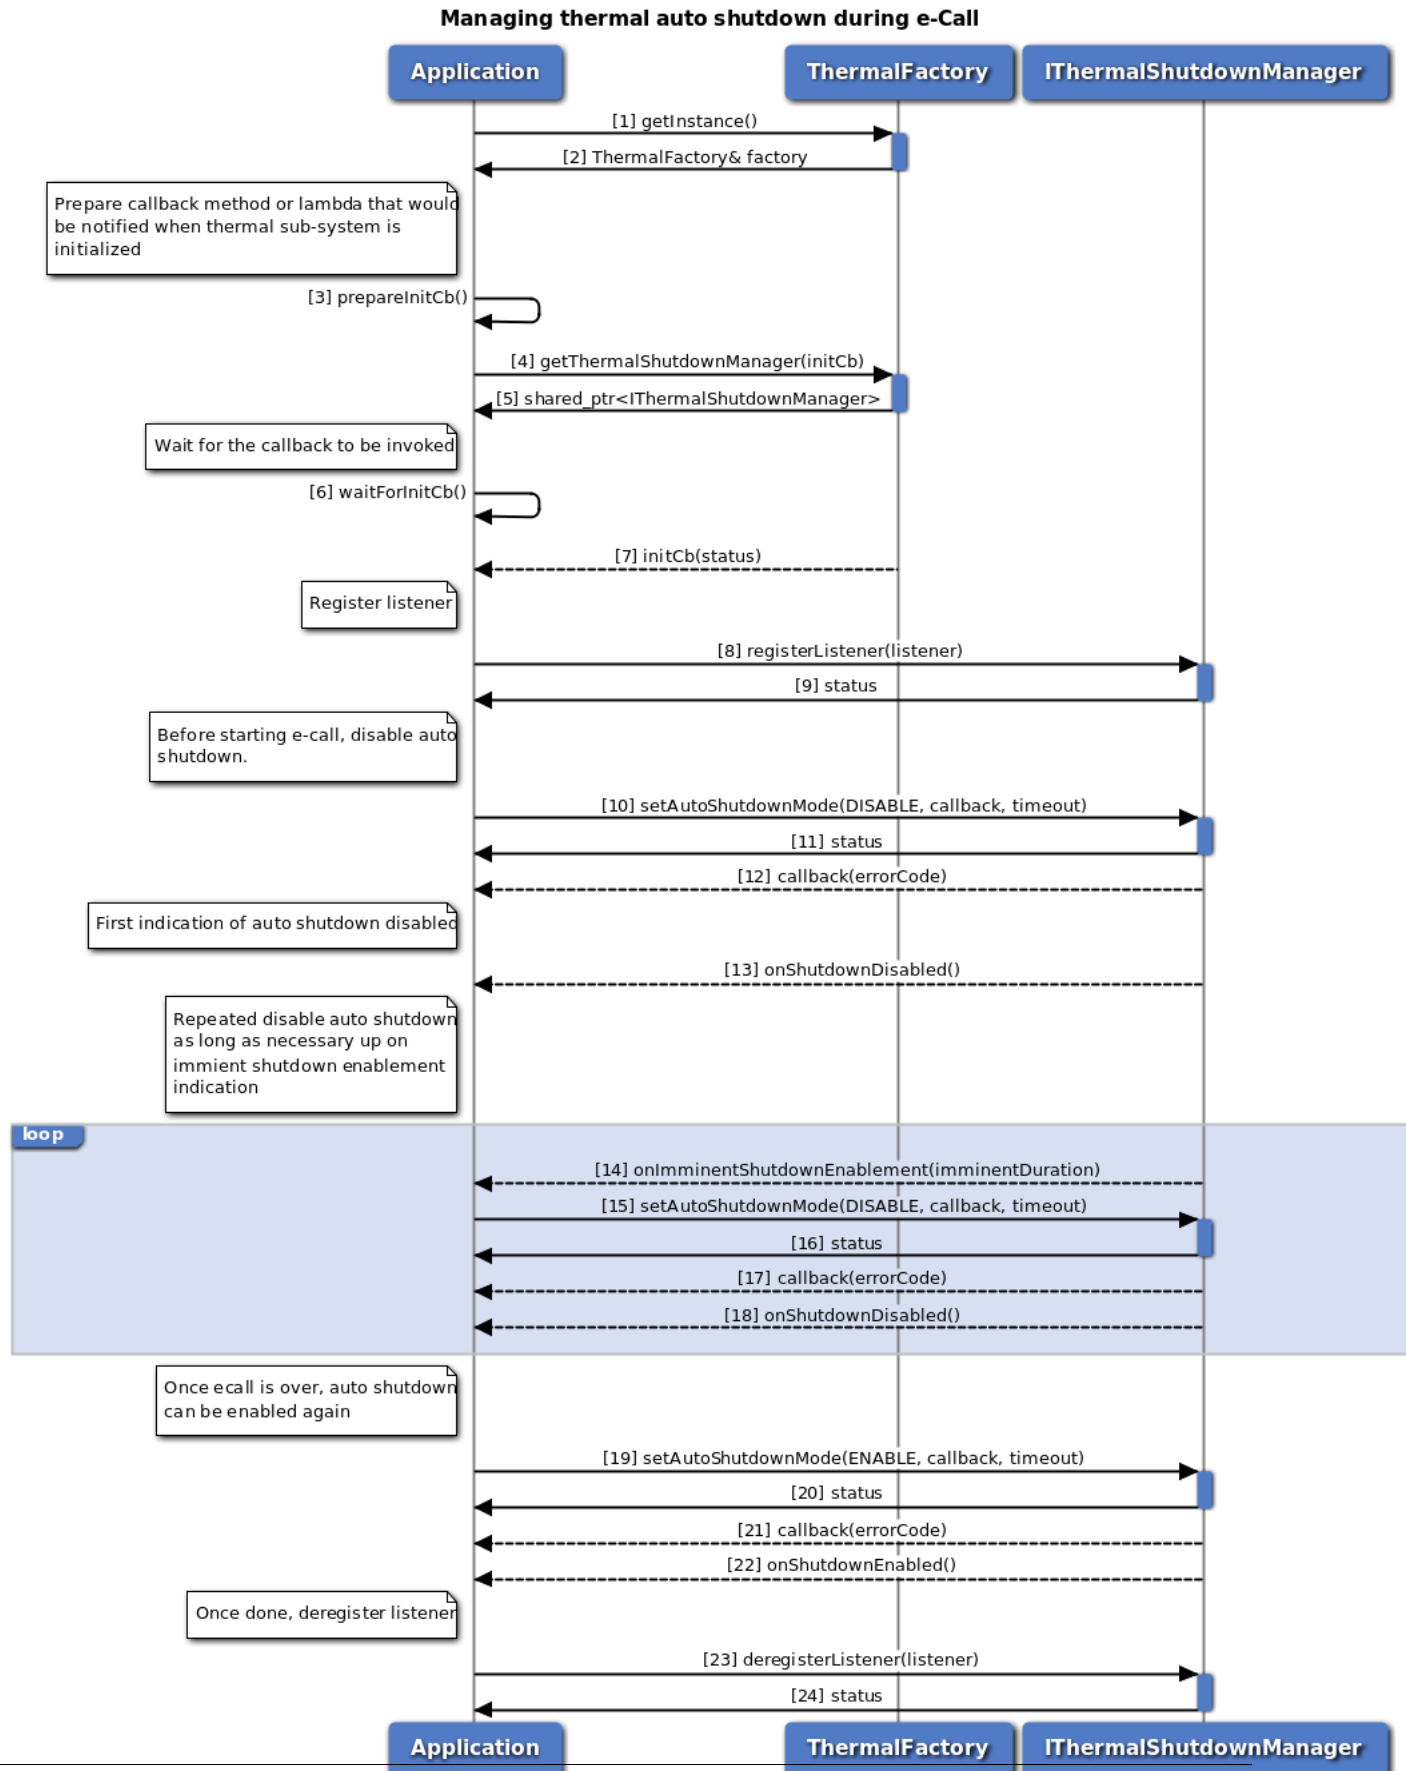 Managing thermal auto shutdown during e-Call
Application
ThermalFactory
IThermalShutdownManager
[1] getInstance()
[2] ThermalFactory& factory
Prepare callback method or lambda that would
be notified when thermal sub-system is
initialized
[3] prepareInitCb()
[4] getThermalShutdownManager(initCb)
[5] shared_ptr<IThermalShutdownManager>
Wait for the callback to be invoked
[6] waitForInitCb()
[7] initCb(status)
Register listener
[8] registerListener(listener)
[9] status
Before starting e-call, disable auto
shutdown.
[10] setAutoShutdownMode(DISABLE, callback, timeout)
[11] status
[12] callback(errorCode)
First indication of auto shutdown disabled
[13] onShutdownDisabled()
Repeated disable auto shutdown
as long as necessary up on
immient shutdown enablement
indication
loop
[14] onImminentShutdownEnablement(imminentDuration)
[15] setAutoShutdownMode(DISABLE, callback, timeout)
[16] status
[17] callback(errorCode)
[18] onShutdownDisabled()
Once ecall is over, auto shutdown
can be enabled again
[19] setAutoShutdownMode(ENABLE, callback, timeout)
[20] status
[21] callback(errorCode)
[22] onShutdownEnabled()
Once done, deregister listener
[23] deregisterListener(listener)
[24] status
Application
ThermalFactory
IThermalShutdownManager